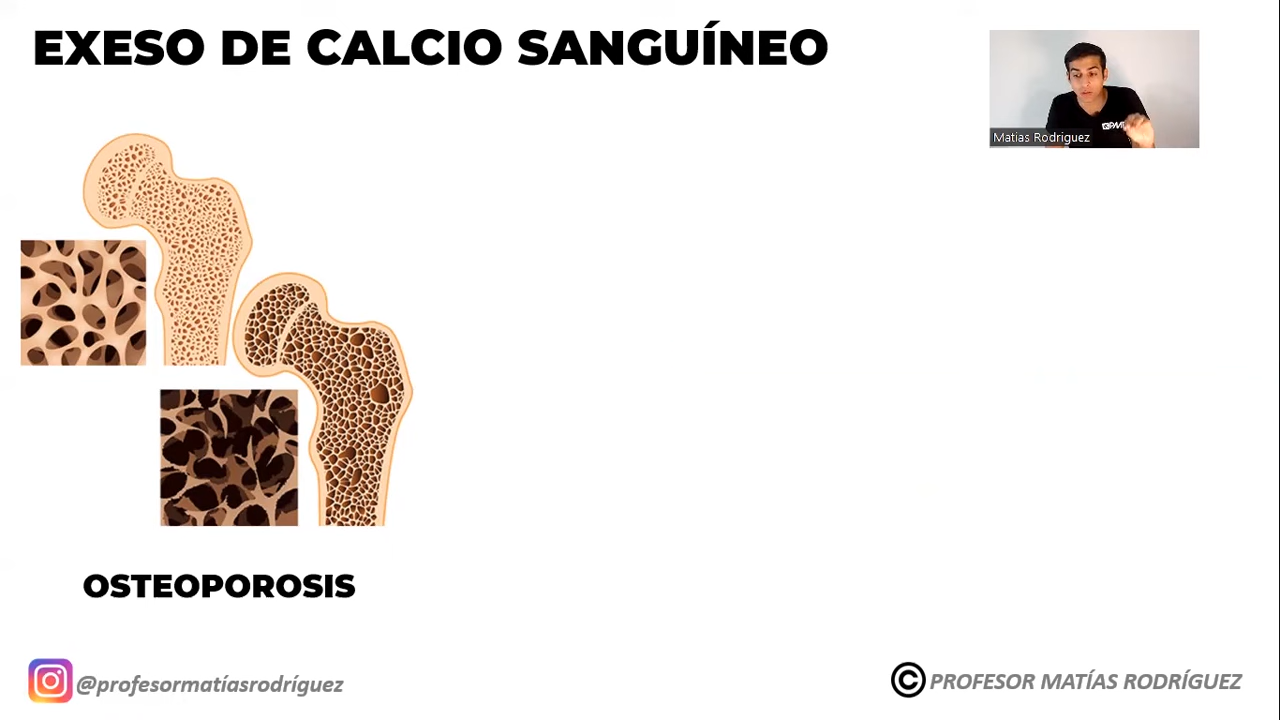 EXESO DE CALCIO SANGUÍNEO
Matias Rodriguez
OSTEOPOROSIS
@profesormatíasrodríguez
© PROFESOR MATÍAS RODRÍGUEZ